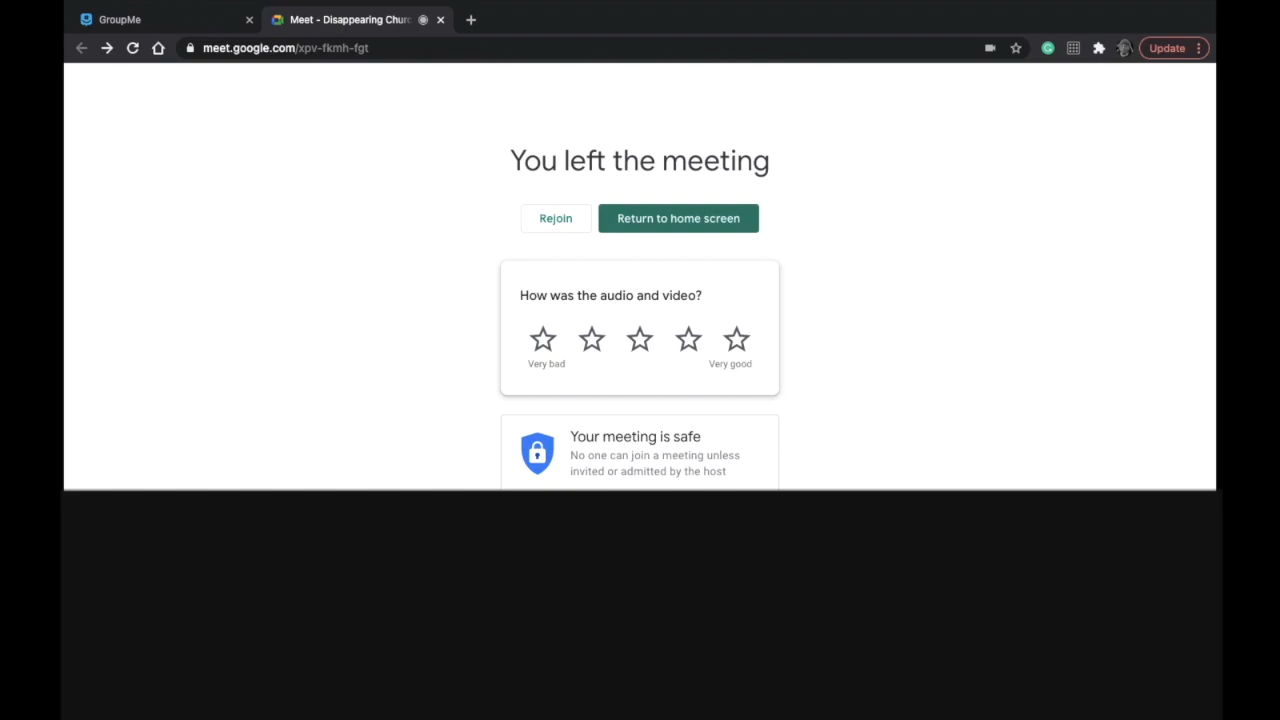 GroupMe
Meet - Disappearing Churc
meet.google.com/xpv-fkmh-fgt
Update
You left the meeting
Rejoin
Return to home screen
How was the audio and video?
Very bad
Very good
Your meeting is safe
No one can join a meeting unless
invited or admitted by the host